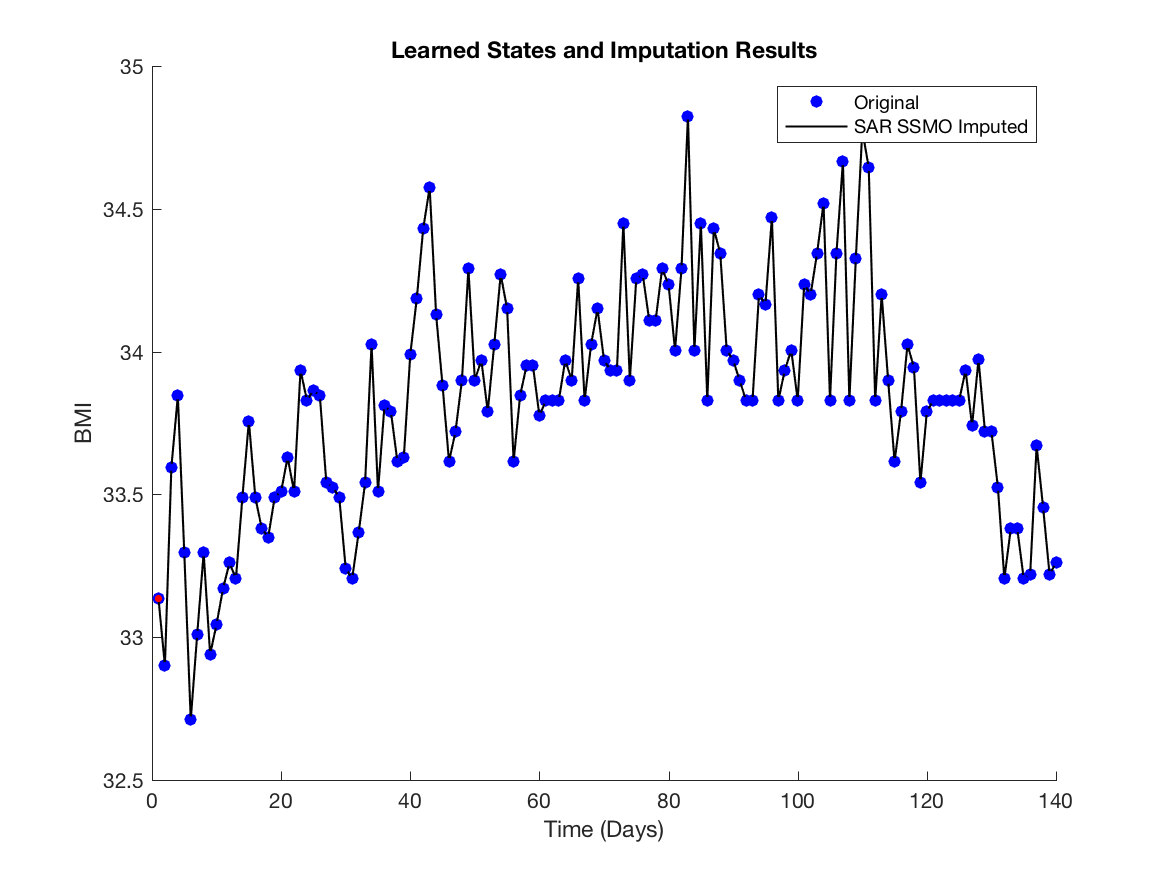 Learned States and Imputation Results
35
Original
SAR SSMO Imputed
34.5
34
33.5
33
32.5
BMI
0 20 40 60 80 100 120 140
Time (Days)